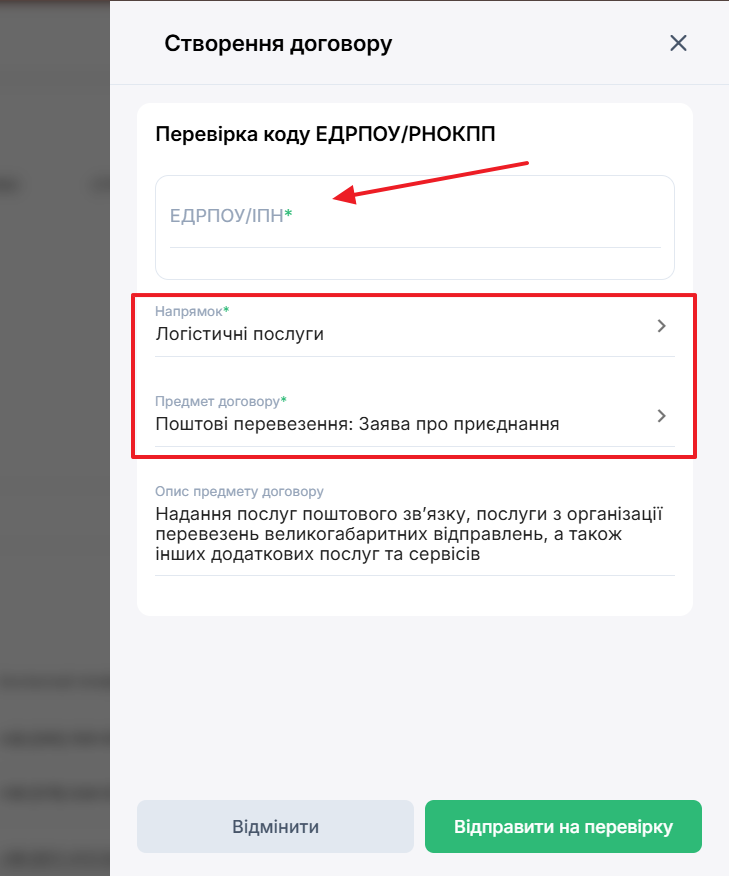 Створення договору
Перевірка коду ЕДРПОУ/РНОКПП
ЕДРПОУ/ІПН*
Напрямок*
Логістичні послуги
Предмет договору*
Поштові перевезення: Заява про приєднання
Опис предмету договору
Надання послуг поштового зв’язку, послуги з організації
перевезень великогабаритних відправлень, а також
інших додаткових послуг та сервісів
Відмінити
Відправити на перевірку